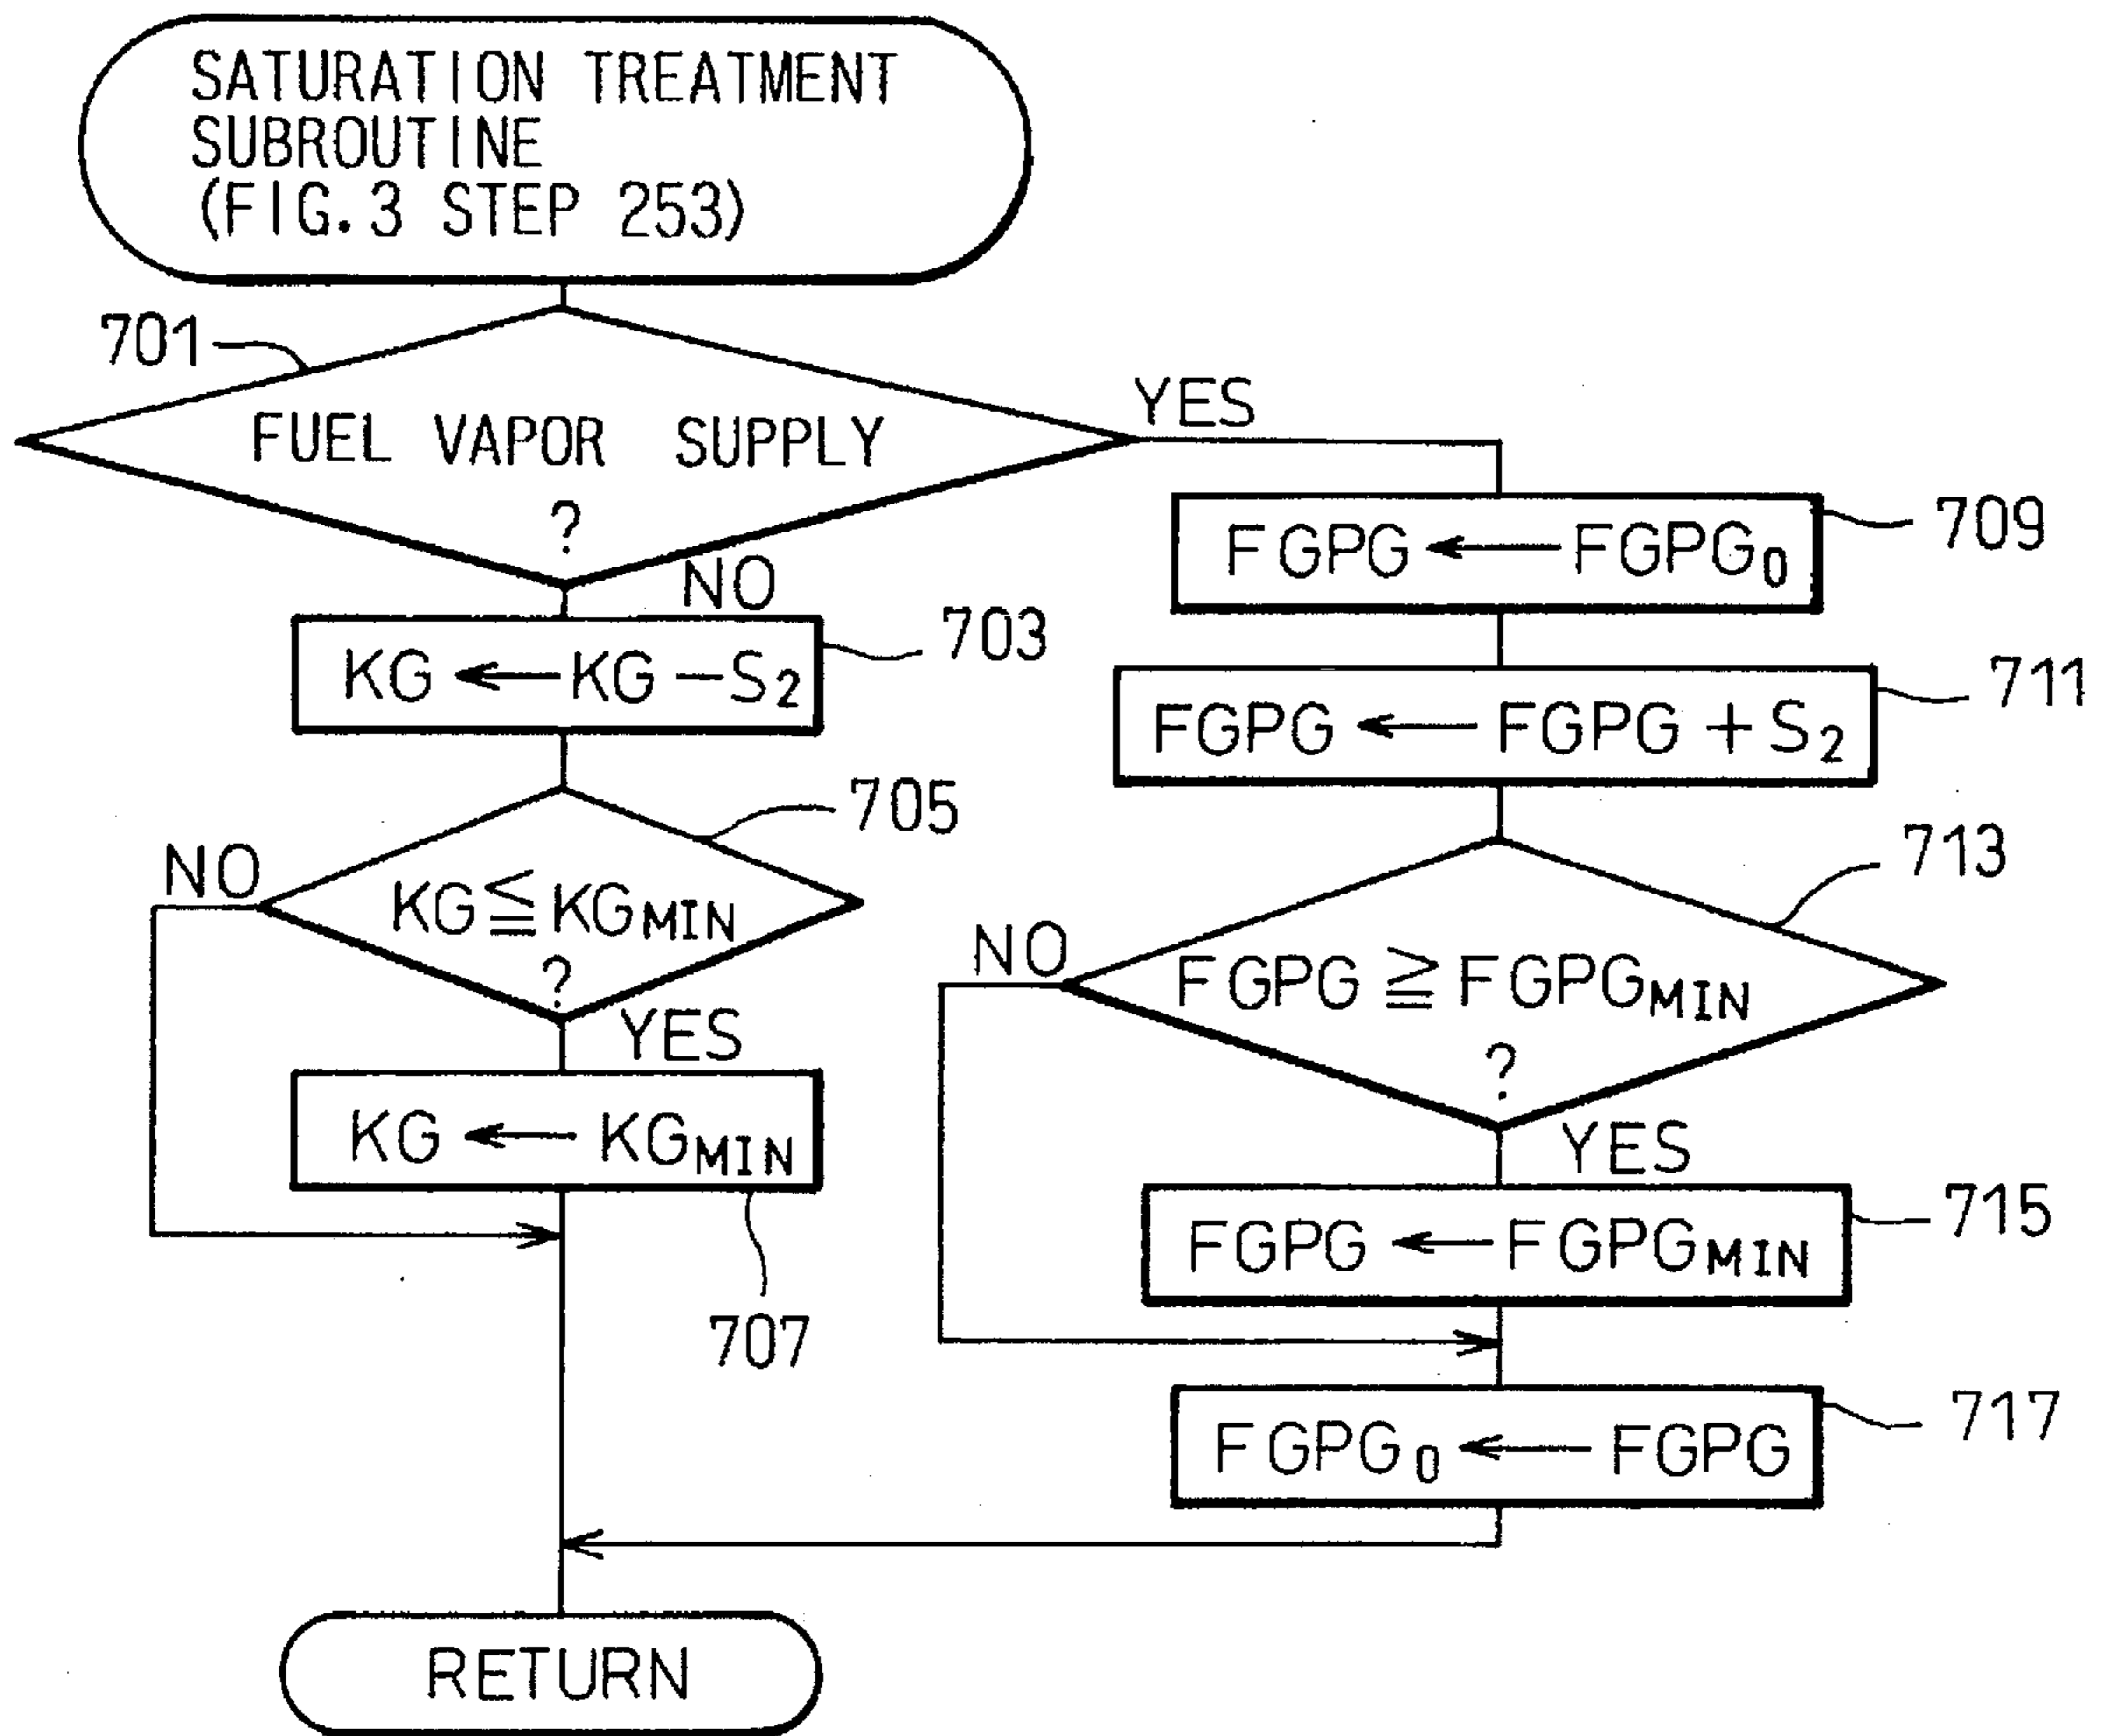 SATURATION TREATMENT
SUBROUTINE
(FIG.3 STEP 253)
701
FUEL VAPOR SUPPLY
?
YES
NO
709
FGPG ← FGPG0
703
KG ← KG – S2
711
FGPG ← FGPG + S2
705
NO
KG ≦ KGMIN
?
YES
713
NO
FGPG ≧ FGPGMIN
?
YES
KG ← KGMIN
707
715
FGPG ← FGPGMIN
717
FGPG0 ← FGPG
RETURN